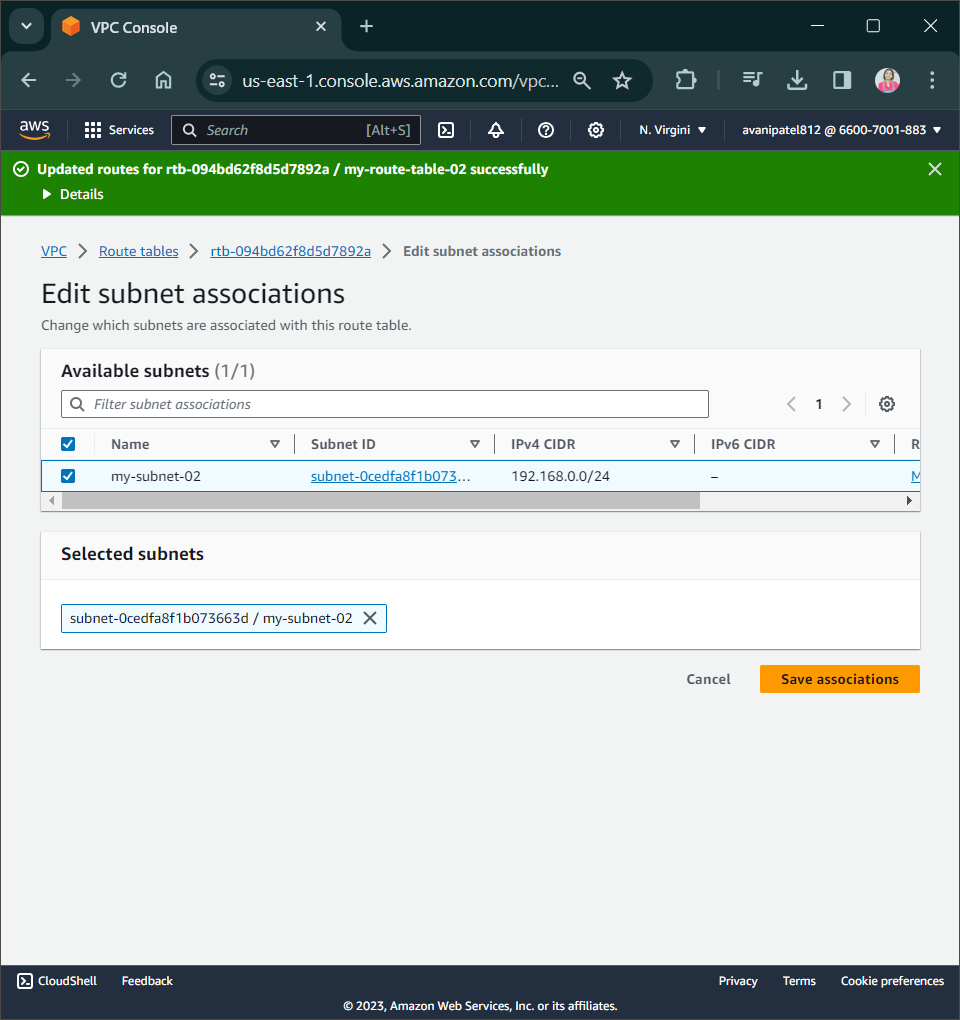 VPC Console
us-east-1.console.aws.amazon.com/vpc...
aws Services Search [Alt+S] N. Virgini avanipatel812 @ 6600-7001-883
Updated routes for rtb-094bd62f8d5d7892a / my-route-table-02 successfully
Details
VPC Route tables rtb-094bd62f8d5d7892a Edit subnet associations
Edit subnet associations
Change which subnets are associated with this route table.
Available subnets (1/1)
Filter subnet associations 1
Name Subnet ID IPv4 CIDR IPv6 CIDR R
my-subnet-02 subnet-0cedfa8f1b073... 192.168.0.0/24 – M
Selected subnets
subnet-0cedfa8f1b073663d / my-subnet-02
Cancel Save associations
CloudShell Feedback Privacy Terms Cookie preferences
© 2023, Amazon Web Services, Inc. or its affiliates.